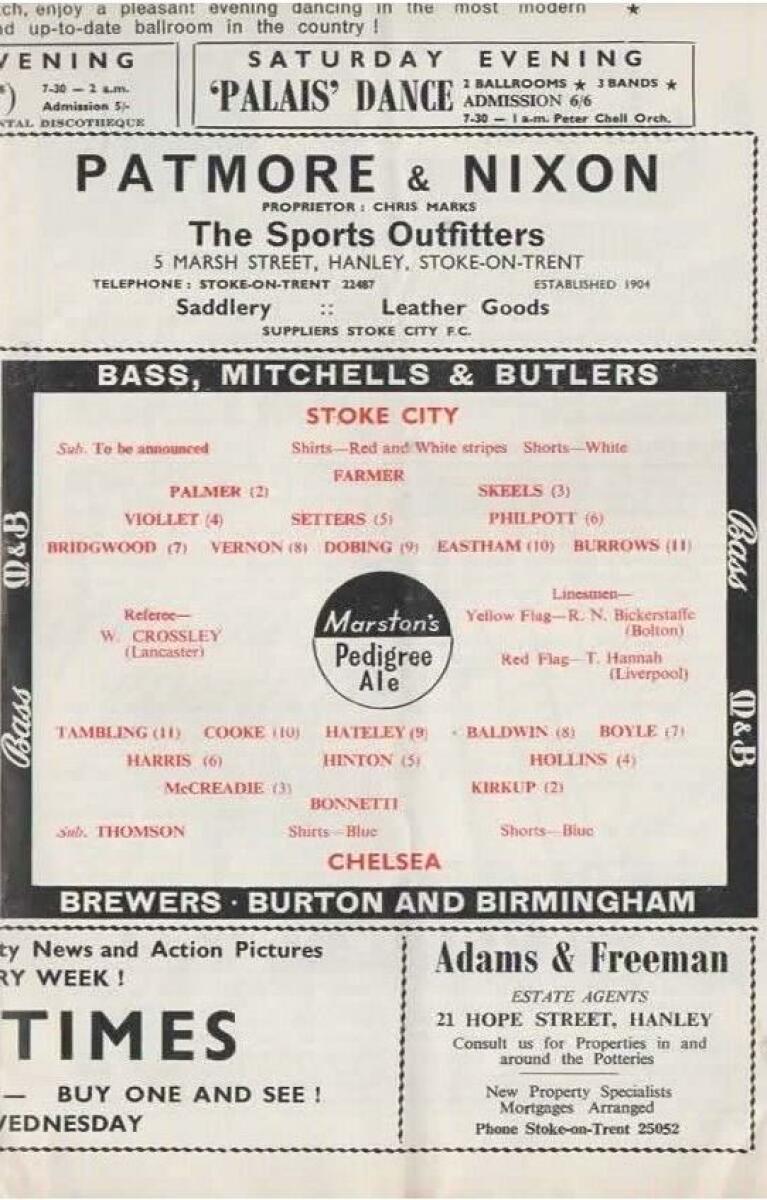 ch, enjoy a pleasant evening dancing in the most modern ★
d up-to-date ballroom in the country !
VENING
7-30 — 2 a.m.
Admission 5/-
TAL DISCOTHEQUE
SATURDAY EVENING
'PALAIS' DANCE
2 BALLROOMS ★ 3 BANDS ★
ADMISSION 6/6
7-30 — 1 a.m. Peter Chell Orch.
PATMORE & NIXON
PROPRIETOR : CHRIS MARKS
The Sports Outfitters
5 MARSH STREET, HANLEY, STOKE-ON-TRENT
TELEPHONE : STOKE-ON-TRENT 22487 ESTABLISHED 1904
Saddlery :: Leather Goods
SUPPLIERS STOKE CITY F.C.
BASS, MITCHELLS & BUTLERS
STOKE CITY
Sub. To be announced Shirts—Red and White stripes Shorts—White
FARMER
PALMER (2) SKEELS (3)
VIOLLET (4) SETTERS (5) PHILPOTT (6)
BRIDGWOOD (7) VERNON (8) DOBING (9) EASTHAM (10) BURROWS (11)
M&B
Bass
Referee—
W. CROSSLEY
(Lancaster)
Marston's
Pedigree
Ale
Linesmen—
Yellow Flag—R. N. Bickerstaffe
(Bolton)
Red Flag—T. Hannah
(Liverpool)
Bass
M&B
TAMBLING (11) COOKE (10) HATELEY (9) BALDWIN (8) BOYLE (7)
HARRIS (6) HINTON (5) HOLLINS (4)
McCREADIE (3) KIRKUP (2)
BONNETTI
Sub. THOMSON Shirts—Blue Shorts—Blue
CHELSEA
BREWERS · BURTON AND BIRMINGHAM
ty News and Action Pictures
RY WEEK !
TIMES
— BUY ONE AND SEE !
EDNESDAY
Adams & Freeman
ESTATE AGENTS
21 HOPE STREET, HANLEY
Consult us for Properties in and
around the Potteries
New Property Specialists
Mortgages Arranged
Phone Stoke-on-Trent 25052